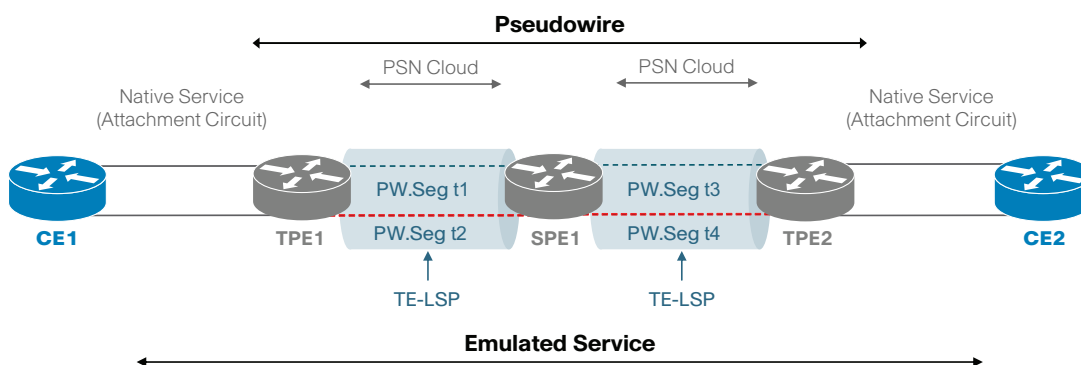 Pseudowire
PSN Cloud
PSN Cloud
Native Service
(Attachment Circuit)
Native Service
(Attachment Circuit)
PW.Seg t1
PW.Seg t3
CE1
TPE1
PW.Seg t2
SPE1
PW.Seg t4
TPE2
CE2
TE-LSP
TE-LSP
Emulated Service